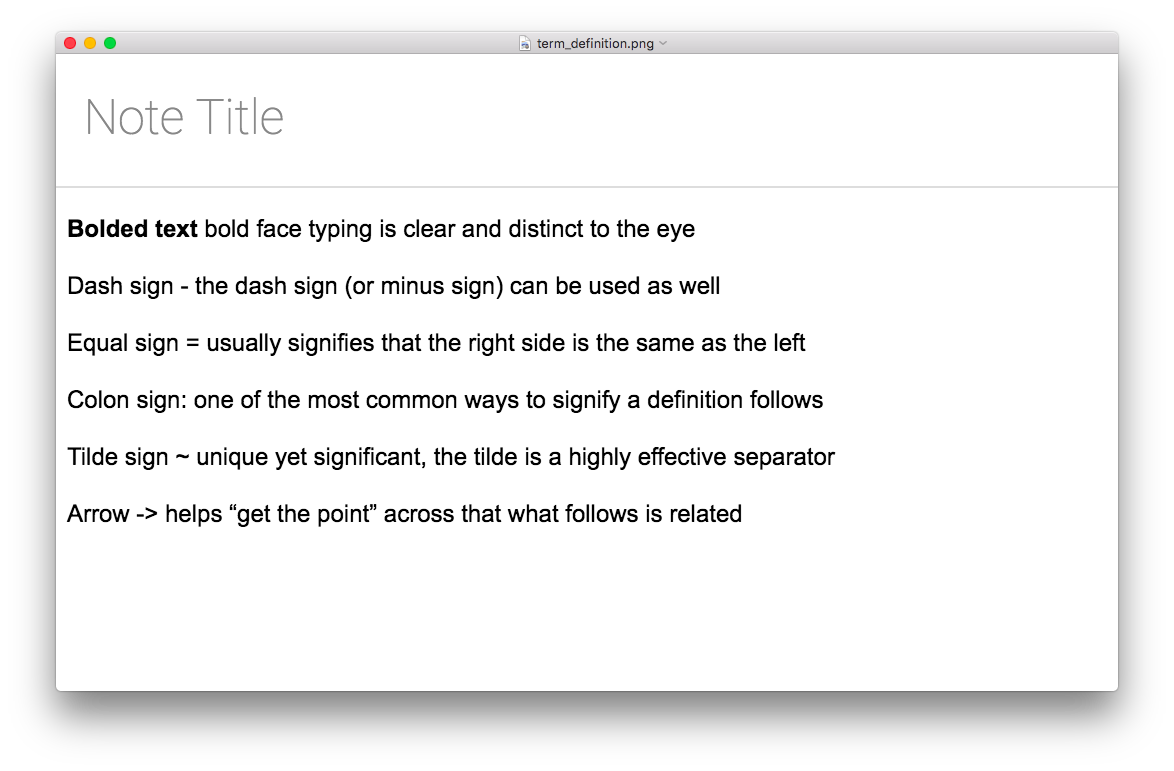 term_definition.png
Note Title
Bolded text bold face typing is clear and distinct to the eye
Dash sign - the dash sign (or minus sign) can be used as well
Equal sign = usually signifies that the right side is the same as the left
Colon sign: one of the most common ways to signify a definition follows
Tilde sign ~ unique yet significant, the tilde is a highly effective separator
Arrow -> helps “get the point” across that what follows is related